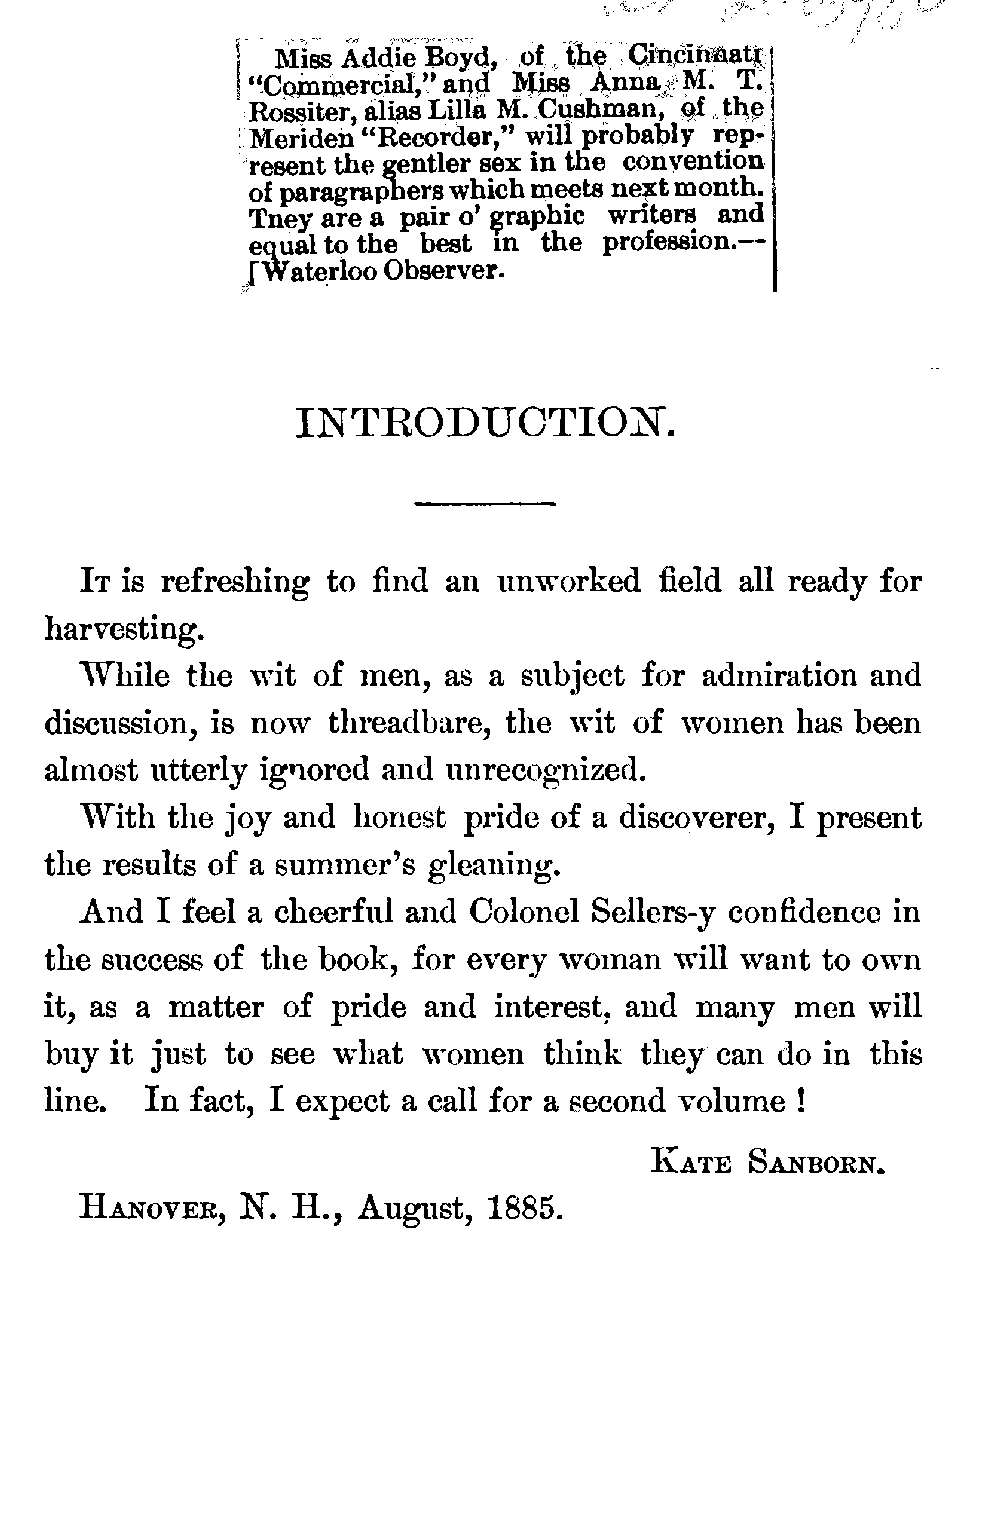 Miss Addie Boyd, of the Cincinnati
"Commercial," and Miss Anna M. T.
Rossiter, alias Lilla M. Cushman, of the
Meriden "Recorder," will probably rep-
resent the gentler sex in the convention
of paragraphers which meets next month.
Tney are a pair o' graphic writers and
equal to the best in the profession.—
[Waterloo Observer.
INTRODUCTION.
It is refreshing to find an unworked field all ready for
harvesting.
While the wit of men, as a subject for admiration and
discussion, is now threadbare, the wit of women has been
almost utterly ignored and unrecognized.
With the joy and honest pride of a discoverer, I present
the results of a summer's gleaning.
And I feel a cheerful and Colonel Sellers-y confidence in
the success of the book, for every woman will want to own
it, as a matter of pride and interest, and many men will
buy it just to see what women think they can do in this
line. In fact, I expect a call for a second volume !
Kate Sanborn.
Hanover, N. H., August, 1885.